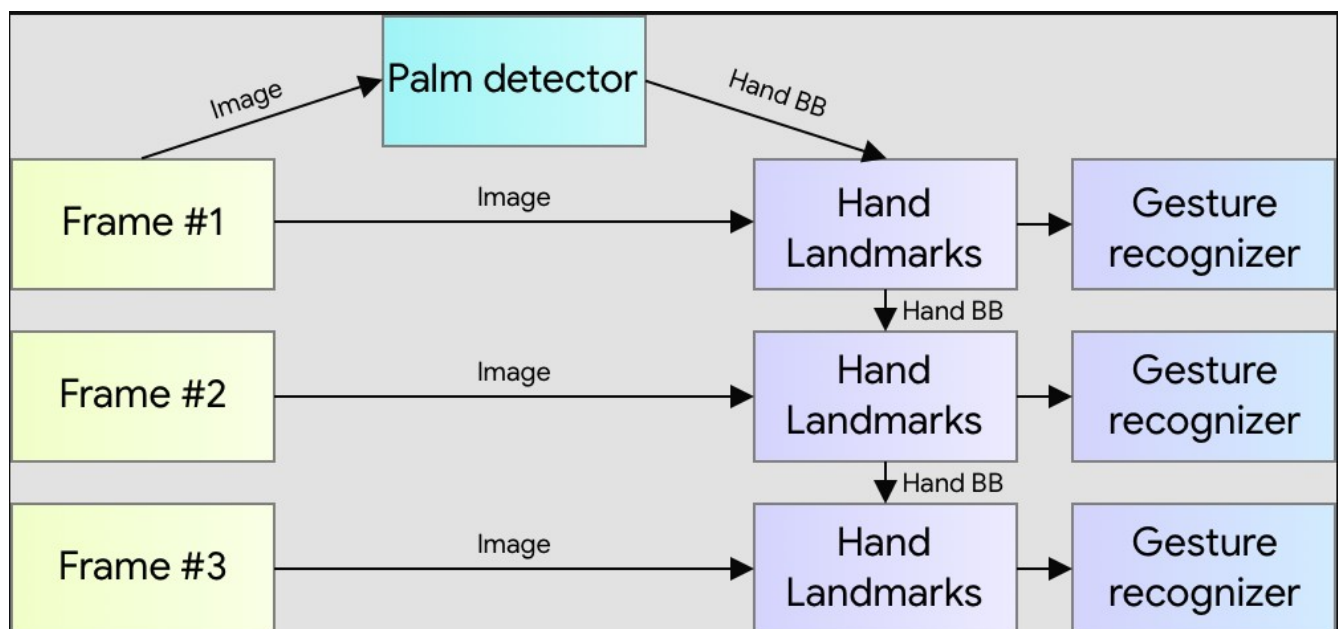 Palm detector
Image
Hand BB
Frame #1
Image
Hand
Landmarks
Gesture
recognizer
Hand BB
Frame #2
Image
Hand
Landmarks
Gesture
recognizer
Hand BB
Frame #3
Image
Hand
Landmarks
Gesture
recognizer